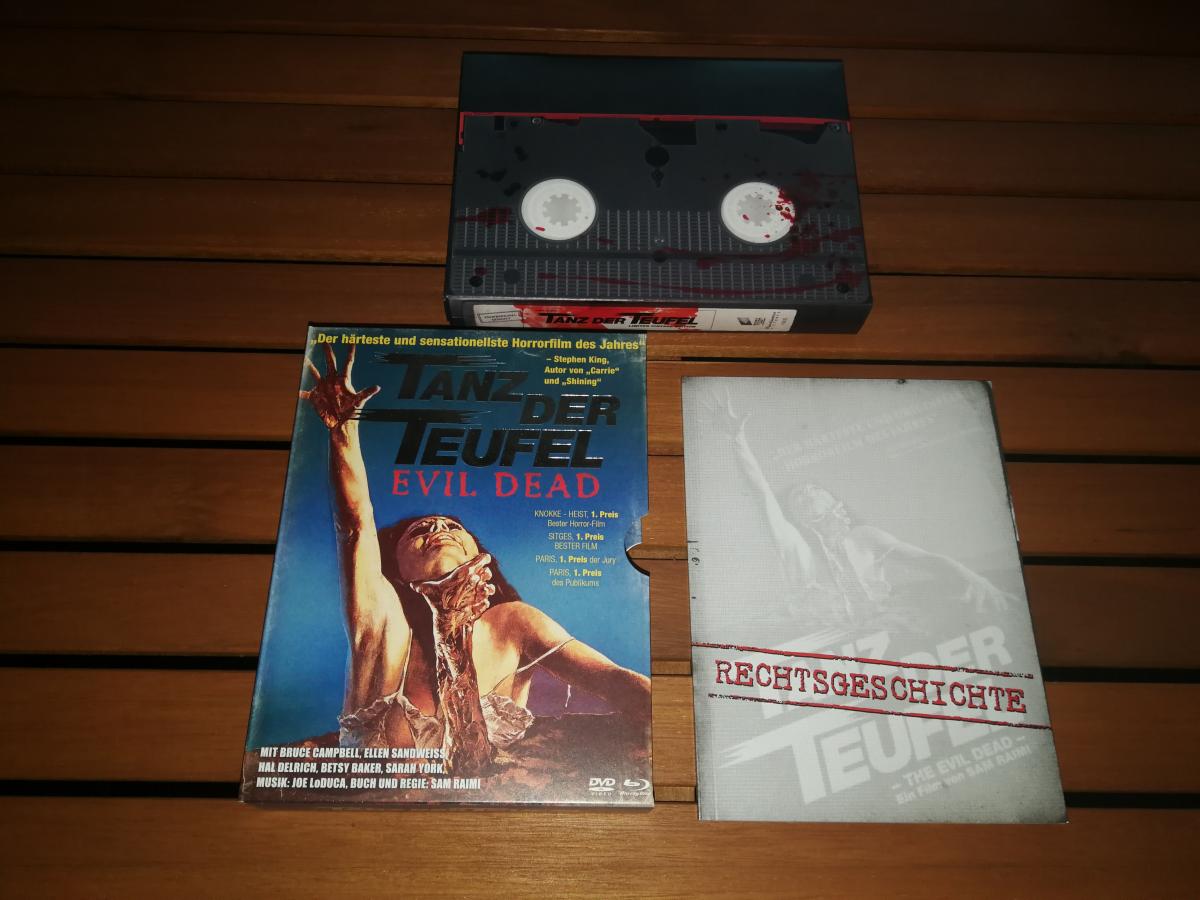 TANZ DER TEUFEL
„Der härteste und sensationellste Horrorfilm des Jahres“
– Stephen King,
Autor von „Carrie“
und „Shining“
TANZ
DER
TEUFEL
EVIL DEAD
KNOKKE – HEIST, 1. Preis
Bester Horror-Film
SITGES, 1. Preis
BESTER FILM
PARIS, 1. Preis der Jury
PARIS, 1. Preis
des Publikums
MIT BRUCE CAMPBELL, ELLEN SANDWEISS,
HAL DELRICH, BETSY BAKER, SARAH YORK.
MUSIK: JOE LoDUCA, BUCH UND REGIE: SAM RAIMI
DVD
VIDEO
Blu-ray Disc
TANZ
DER
RECHTSGESCHICHTE
TEUFEL
... THE EVIL DEAD ...
Ein Film von SAM RAIMI